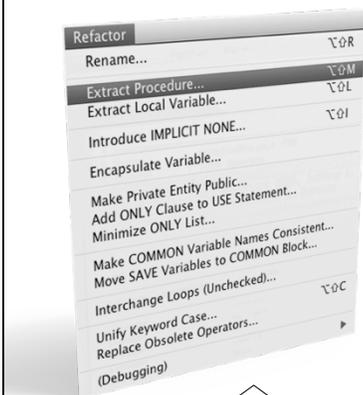 Refactor
Rename... ⌥⇧R
Extract Procedure... ⌥⇧M
Extract Local Variable... ⌥⇧L
Introduce IMPLICIT NONE... ⌥⇧I
Encapsulate Variable...
Make Private Entity Public...
Add ONLY Clause to USE Statement...
Minimize ONLY List...
Make COMMON Variable Names Consistent...
Move SAVE Variables to COMMON Block...
Interchange Loops (Unchecked)...
Unify Keyword Case... ⌥⇧C
Replace Obsolete Operators...
(Debugging)